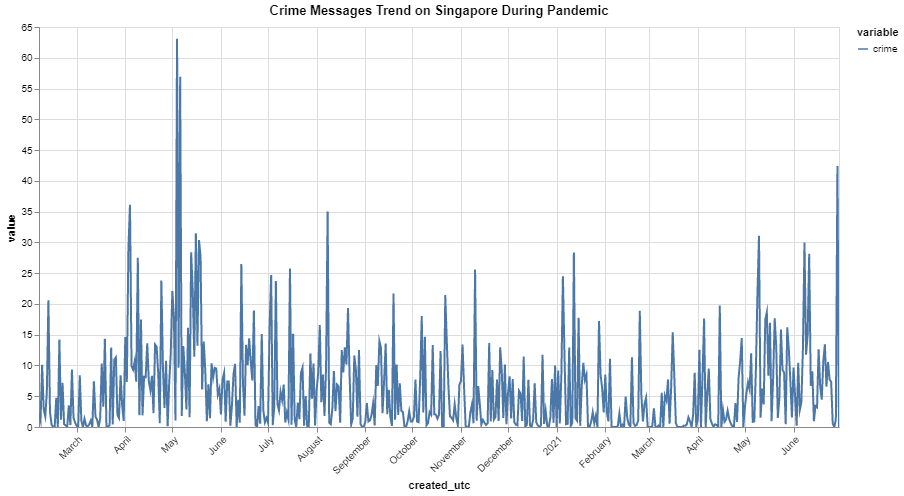 Crime Messages Trend on Singapore During Pandemic
variable
crime
65
60
55
50
45
40
35
30
25
20
15
10
5
0
value
March
April
May
June
July
August
September
October
November
December
2021
February
March
April
May
June
created_utc